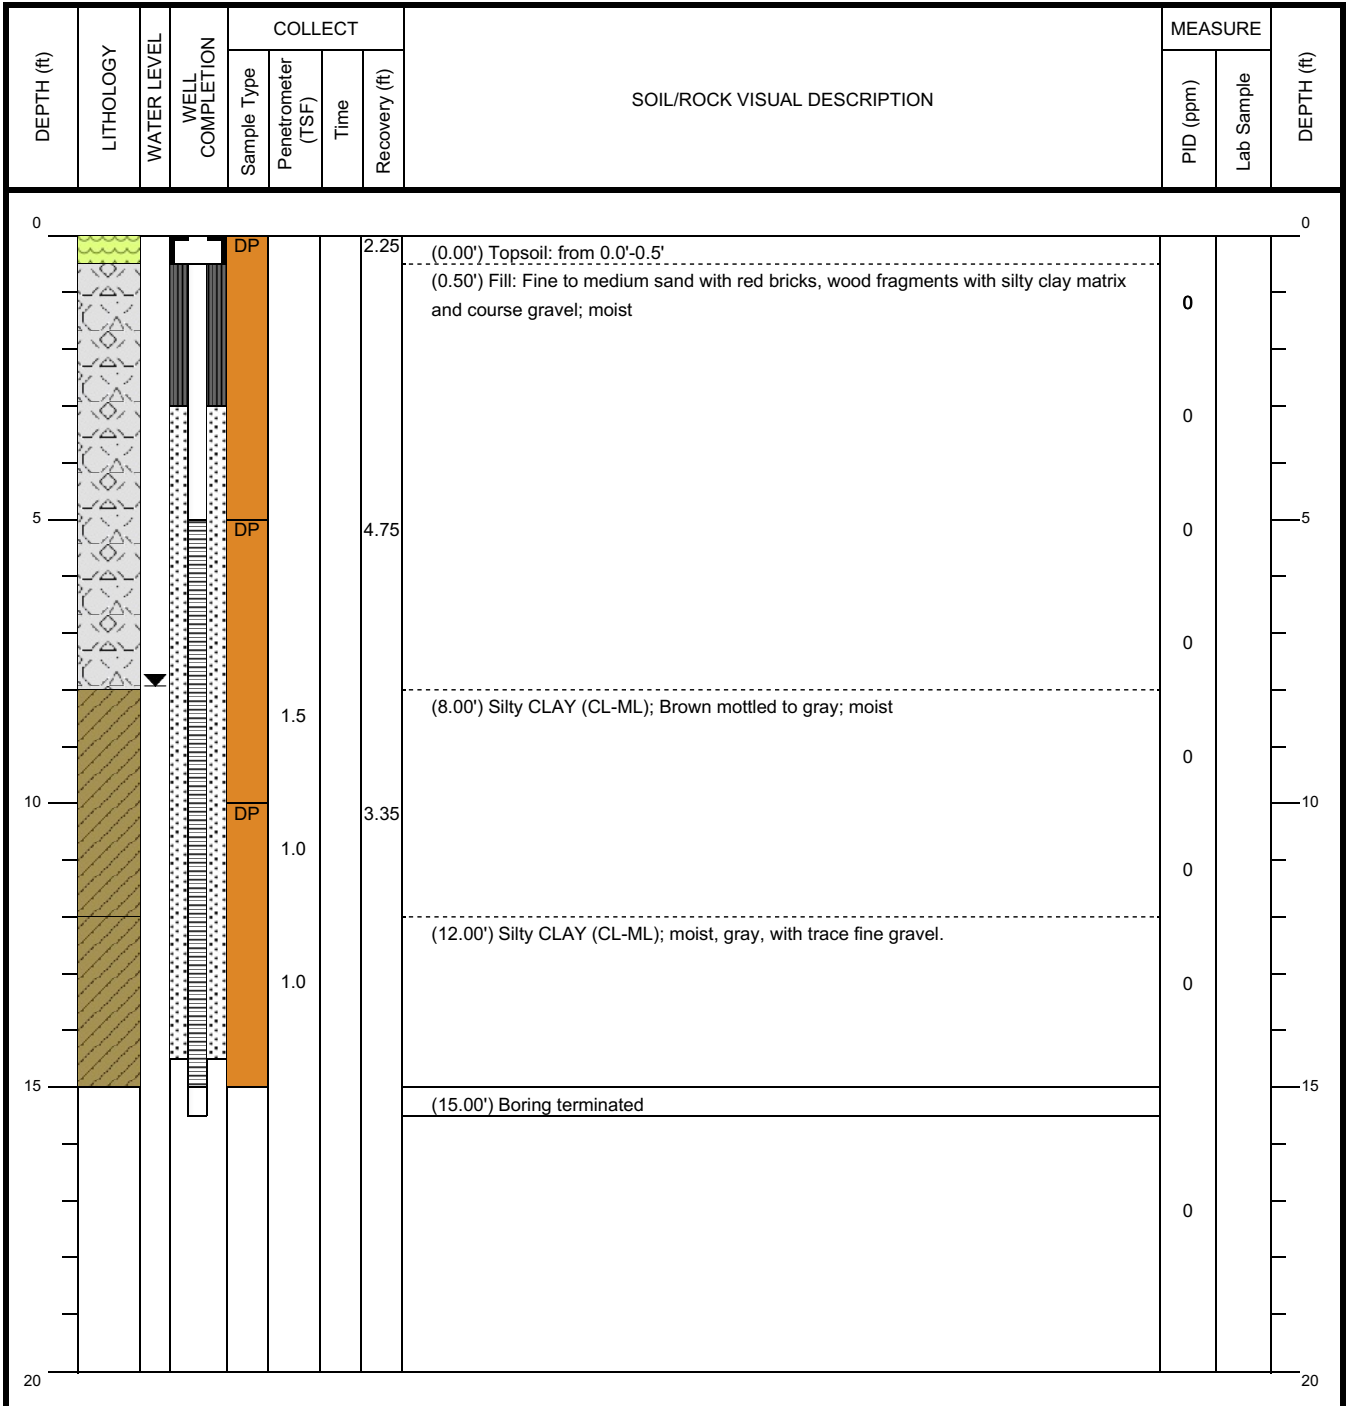 DEPTH (ft)
LITHOLOGY
WATER LEVEL
WELL
COMPLETION
COLLECT
Sample Type
Penetrometer
(TSF)
Time
Recovery (ft)
SOIL/ROCK VISUAL DESCRIPTION
MEASURE
PID (ppm)
Lab Sample
DEPTH (ft)
0
0
DP
2.25
(0.00') Topsoil: from 0.0'-0.5'
(0.50') Fill: Fine to medium sand with red bricks, wood fragments with silty clay matrix
and course gravel; moist
0
0
5
DP
4.75
0
5
0
(8.00') Silty CLAY (CL-ML); Brown mottled to gray; moist
1.5
0
10
DP
3.35
10
1.0
0
(12.00') Silty CLAY (CL-ML); moist, gray, with trace fine gravel.
1.0
0
15
15
(15.00') Boring terminated
0
20
20